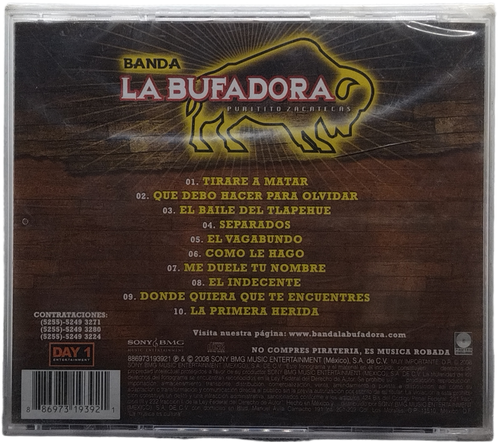 BANDA
LA BUFADORA
PURITITO ZACATECAS
01. TIRARE A MATAR
02. QUE DEBO HACER PARA OLVIDAR
03. EL BAILE DEL TLAPEHUE
04. SEPARADOS
05. EL VAGABUNDO
06. COMO LE HAGO
07. ME DUELE TU NOMBRE
08. EL INDECENTE
09. DONDE QUIERA QUE TE ENCUENTRES
10. LA PRIMERA HERIDA
CONTRATACIONES:
(5255)-5249 3271
(5255)-5249 3280
(5255)-5249 3224
Visita nuestra página: www.bandalabufadora.com
DAY 1
ENTERTAINMENT
SONY BMG
MUSIC ENTERTAINMENT
NO COMPRES PIRATERIA, ES MUSICA ROBADA
886973193921 ℗ & © 2008 SONY BMG MUSIC ENTERTAINMENT (México), S.A. de C.V.
8 86973 19392 1